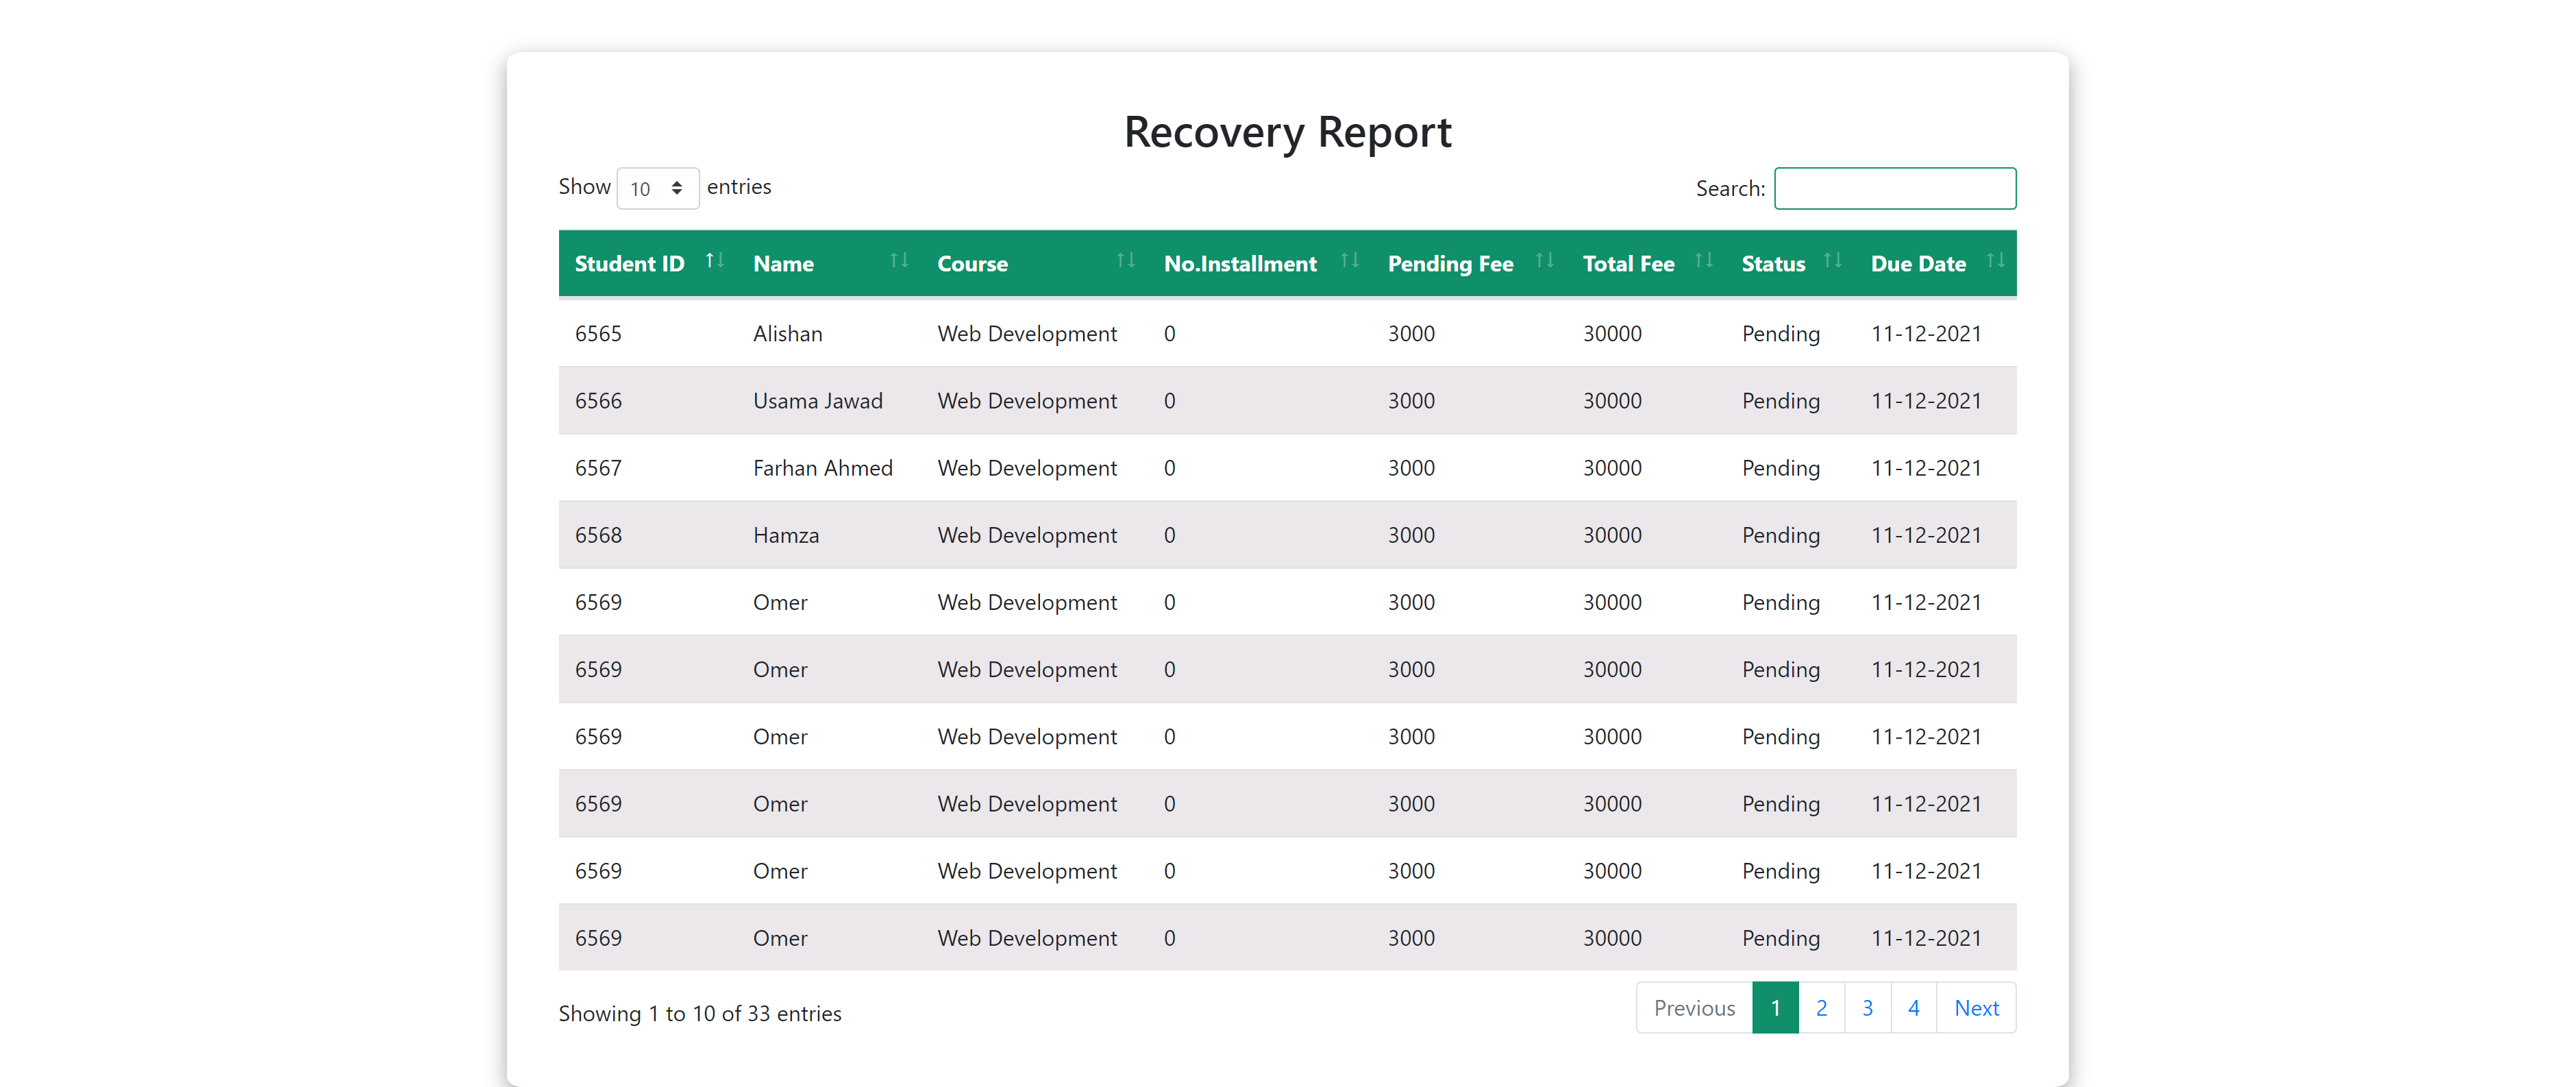 Recovery Report
Show 10 entries Search:
Student ID Name Course No.Installment Pending Fee Total Fee Status Due Date
6565 Alishan Web Development 0 3000 30000 Pending 11-12-2021
6566 Usama Jawad Web Development 0 3000 30000 Pending 11-12-2021
6567 Farhan Ahmed Web Development 0 3000 30000 Pending 11-12-2021
6568 Hamza Web Development 0 3000 30000 Pending 11-12-2021
6569 Omer Web Development 0 3000 30000 Pending 11-12-2021
6569 Omer Web Development 0 3000 30000 Pending 11-12-2021
6569 Omer Web Development 0 3000 30000 Pending 11-12-2021
6569 Omer Web Development 0 3000 30000 Pending 11-12-2021
6569 Omer Web Development 0 3000 30000 Pending 11-12-2021
6569 Omer Web Development 0 3000 30000 Pending 11-12-2021
Showing 1 to 10 of 33 entries Previous 1 2 3 4 Next